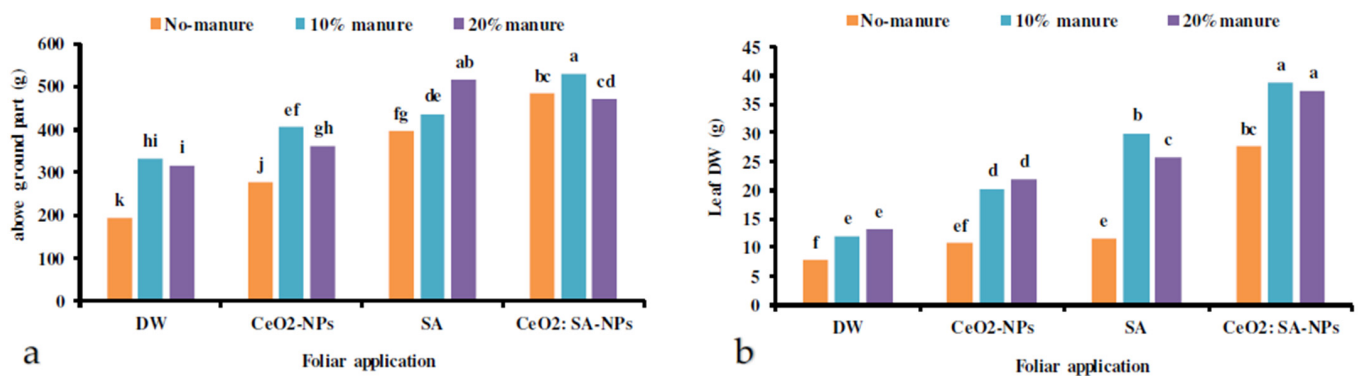 No-manure 10% manure 20%manure
600
500
400
300
200
100
0
above ground part (g)
k hi i
j ef gh
fg de ab
bc a cd
DW CeO2-NPs SA CeO2: SA-NPs
Foliar application
a
No-manure 10% manure 20% manure
45
40
35
30
25
20
15
10
5
0
Leaf DW (g)
f e e
ef d d
e b c
bc a a
DW CeO2-NPs SA CeO2: SA-NPs
Foliar application
b